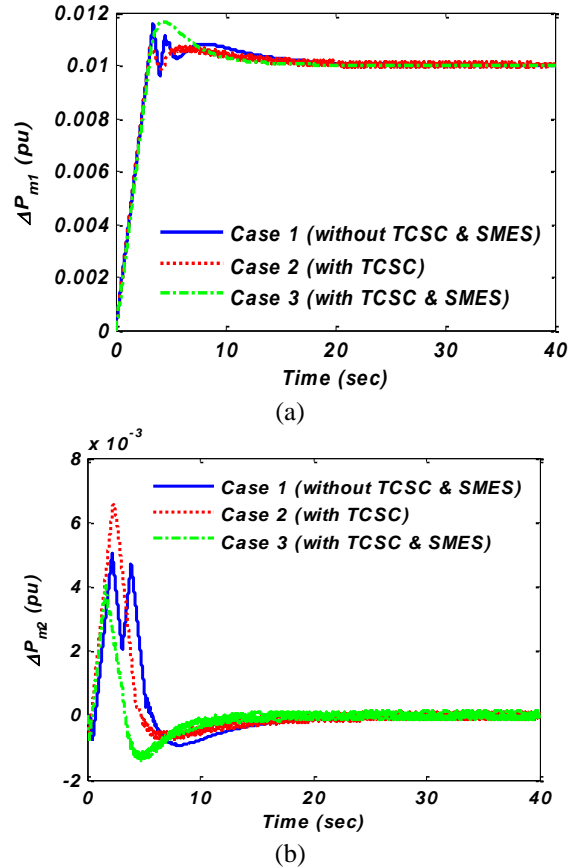 0.012
0.01
0.008
0.006
0.004
0.002
0
ΔP_m1 (pu)
Case 1 (without TCSC & SMES)
Case 2 (with TCSC)
Case 3 (with TCSC & SMES)
0 10 20 30 40
Time (sec)
(a)
x 10^-3
8
6
4
2
0
-2
ΔP_m2 (pu)
Case 1 (without TCSC & SMES)
Case 2 (with TCSC)
Case 3 (with TCSC & SMES)
0 10 20 30 40
Time (sec)
(b)